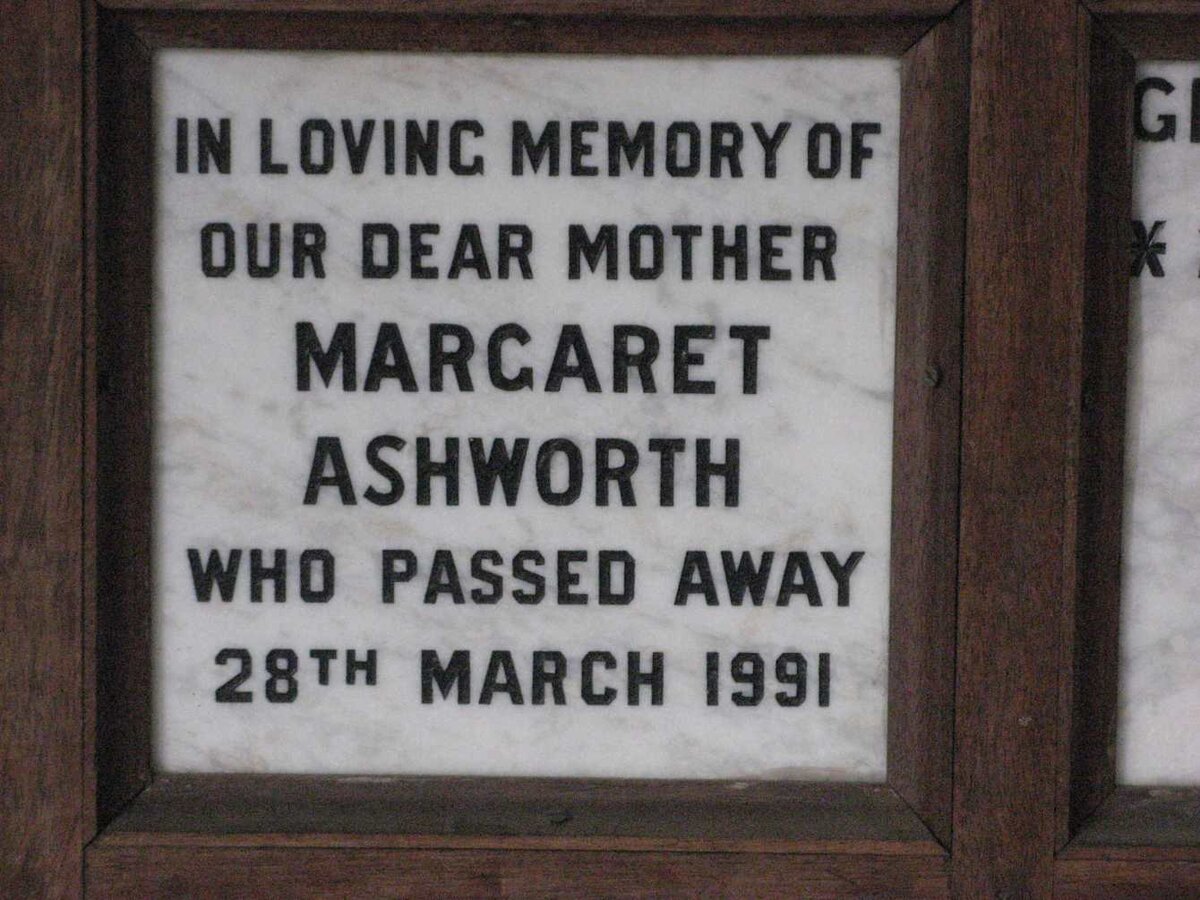 IN LOVING MEMORY OF
OUR DEAR MOTHER
MARGARET
ASHWORTH
WHO PASSED AWAY
28TH MARCH 1991